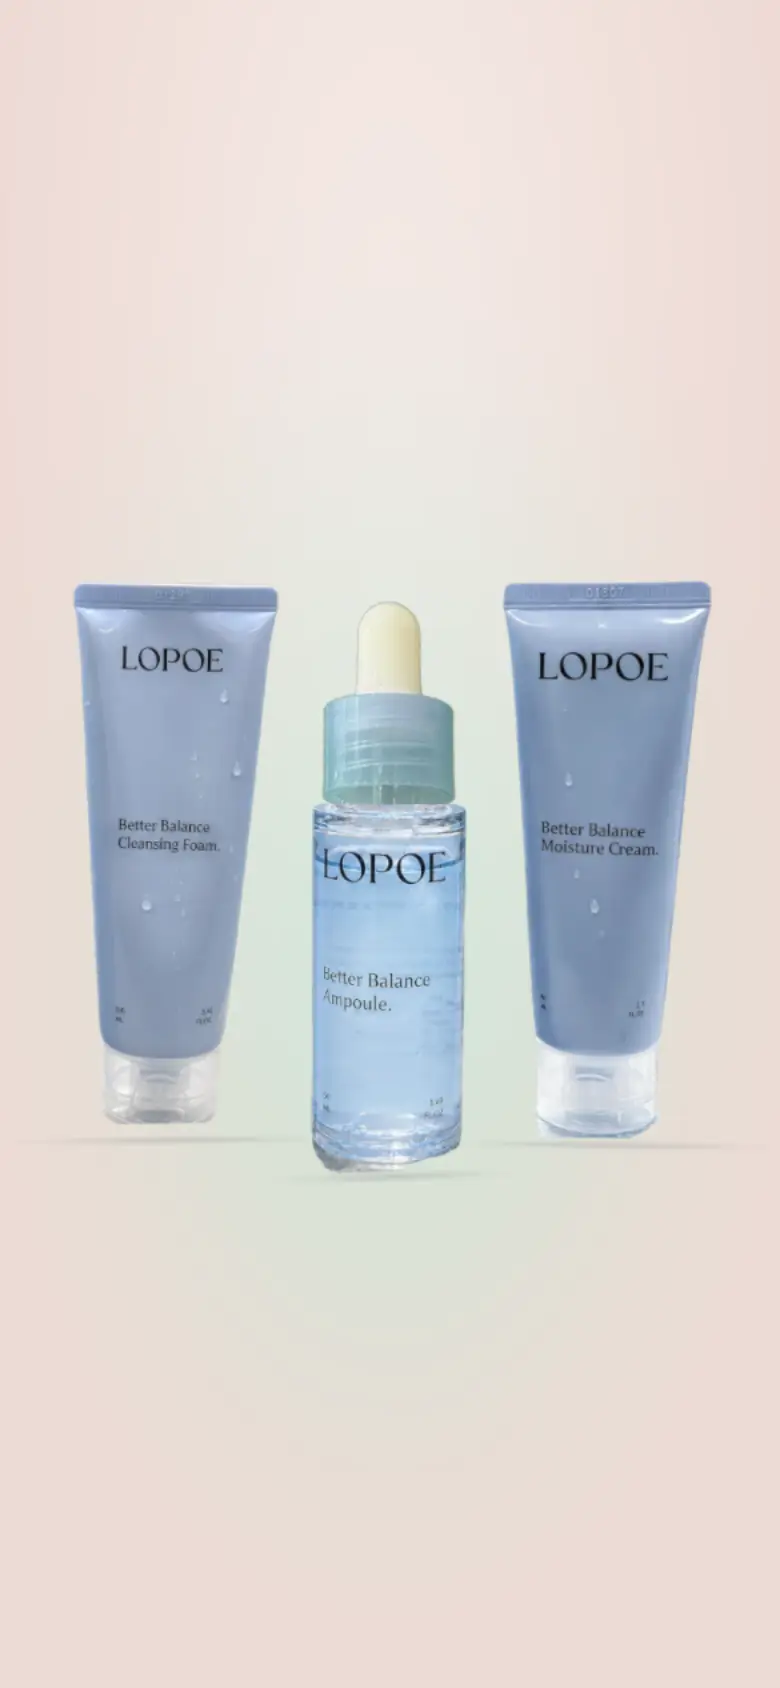 LOPOE
Better Balance
Cleansing Foam.
LOPOE
Better Balance
Ampoule.
LOPOE
Better Balance
Moisture Cream.